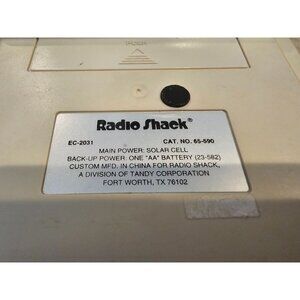 Radio Shack®
EC-2031 CAT. NO. 65-590
MAIN POWER: SOLAR CELL
BACK-UP POWER: ONE "AA" BATTERY (23-582)
CUSTOM MFD. IN CHINA FOR RADIO SHACK,
A DIVISION OF TANDY CORPORATION
FORT WORTH, TX 76102